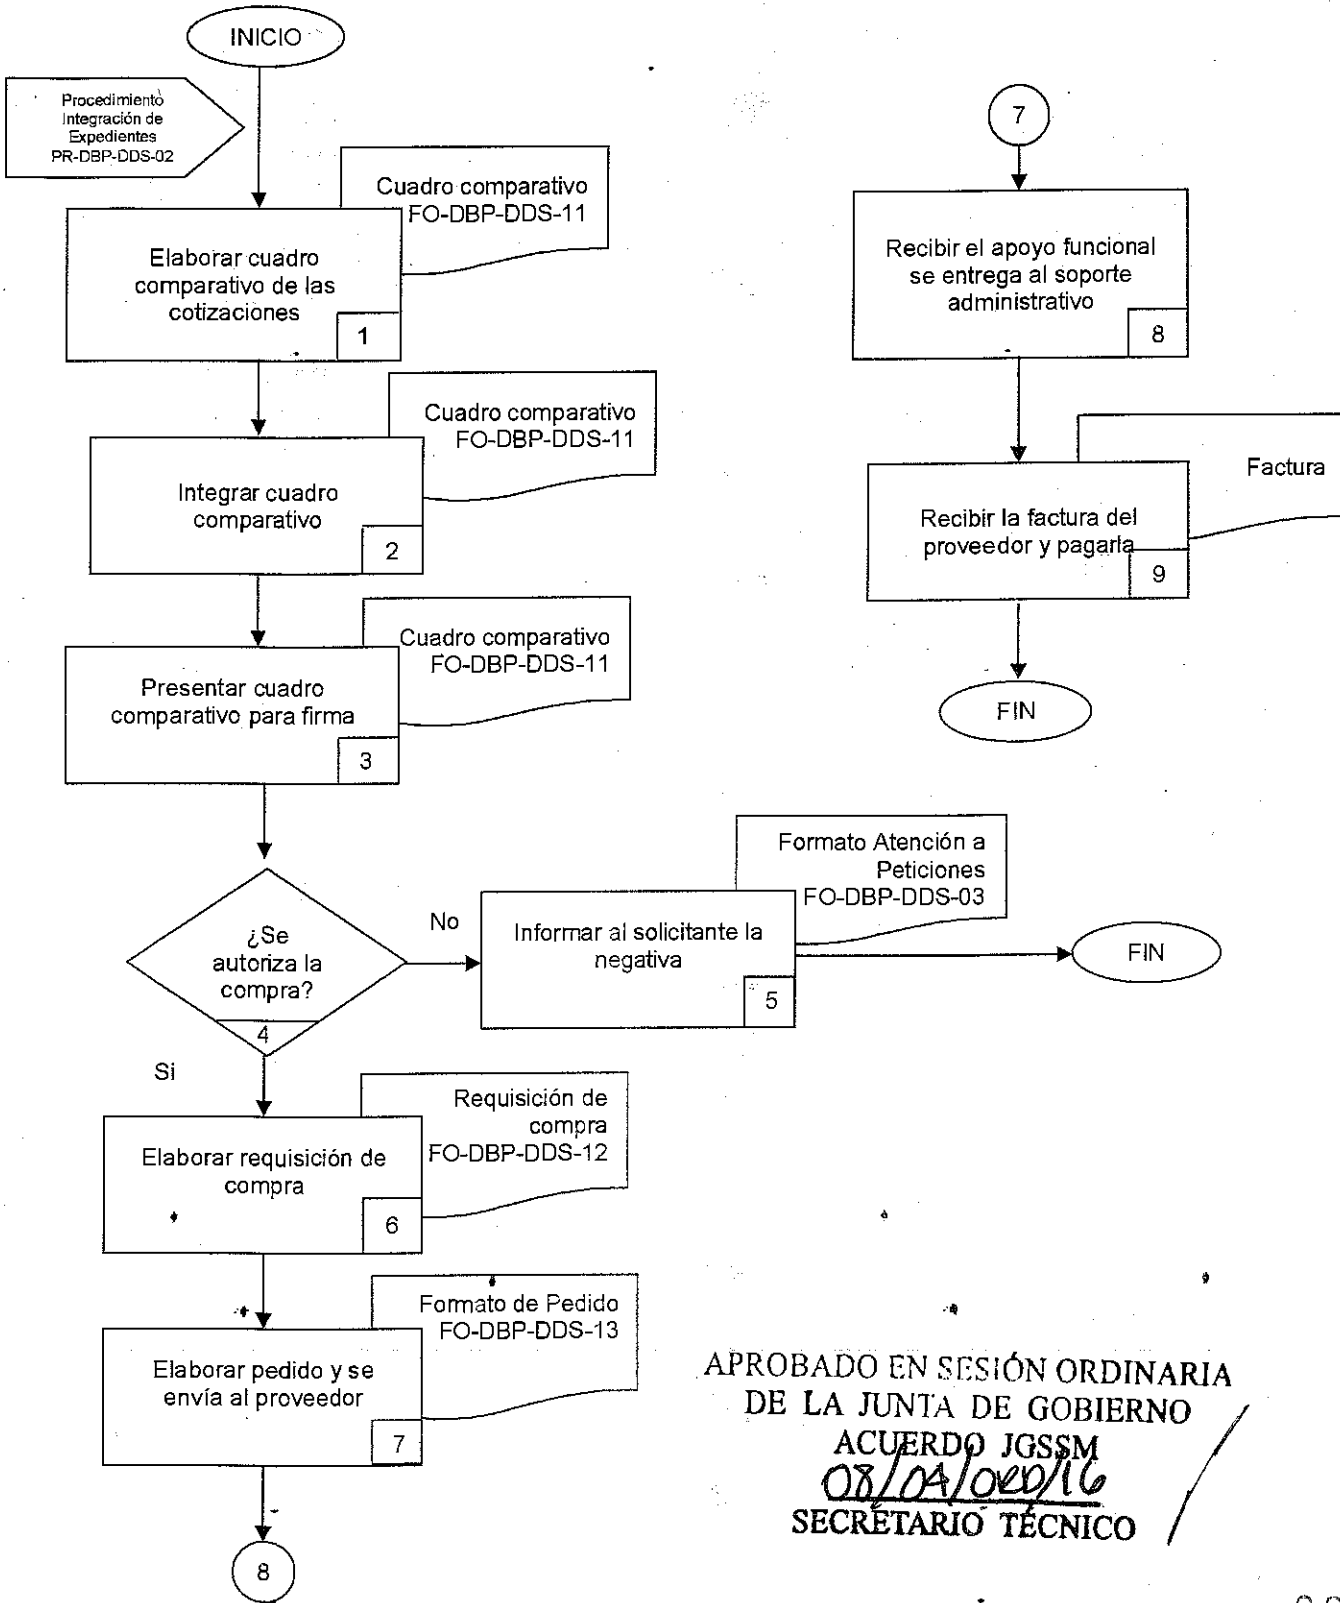 INICIO
Procedimiento
Integración de
Expedientes
PR-DBP-DDS-02
Cuadro comparativo
FO-DBP-DDS-11
Elaborar cuadro
comparativo de las
cotizaciones
1
Cuadro comparativo
FO-DBP-DDS-11
Integrar cuadro
comparativo
2
Cuadro comparativo
FO-DBP-DDS-11
Presentar cuadro
comparativo para firma
3
¿Se
autoriza la
compra?
4
No
Formato Atención a
Peticiones
FO-DBP-DDS-03
Informar al solicitante la
negativa
5
FIN
Si
Requisición de
compra
FO-DBP-DDS-12
Elaborar requisición de
compra
6
Formato de Pedido
FO-DBP-DDS-13
Elaborar pedido y se
envía al proveedor
7
8
7
Recibir el apoyo funcional
se entrega al soporte
administrativo
8
Factura
Recibir la factura del
proveedor y pagarla
9
FIN
APROBADO EN SESIÓN ORDINARIA
DE LA JUNTA DE GOBIERNO
ACUERDO JGSSM
08/04/ORD/16
SECRETARIO TÉCNICO